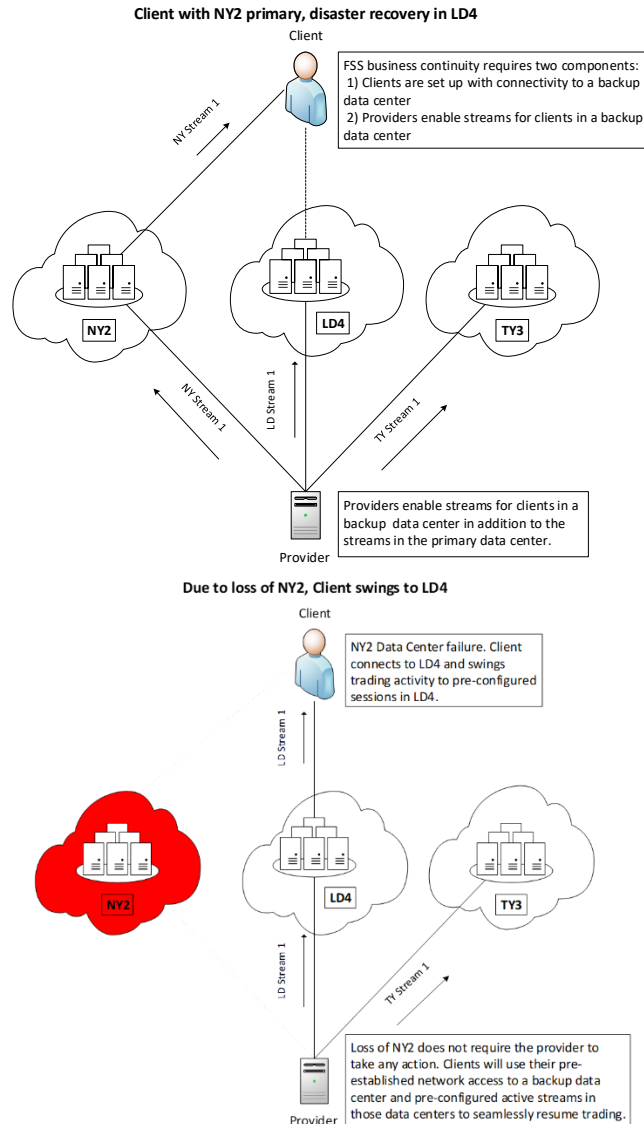 Client with NY2 primary, disaster recovery in LD4
Client
FSS business continuity requires two components:
1) Clients are set up with connectivity to a backup
data center
2) Providers enable streams for clients in a backup
data center
NY Stream 1
NY2
LD4
TY3
NY Stream 1
LD Stream 1
TY Stream 1
Providers enable streams for clients in a
backup data center in addition to the
streams in the primary data center.
Provider
Due to loss of NY2, Client swings to LD4
Client
NY2 Data Center failure. Client
connects to LD4 and swings
trading activity to pre-configured
sessions in LD4.
LD Stream 1
NY2
LD4
TY3
LD Stream 1
TY Stream 1
Loss of NY2 does not require the provider to
take any action. Clients will use their pre-
established network access to a backup data
center and pre-configured active streams in
those data centers to seamlessly resume trading.
Provider